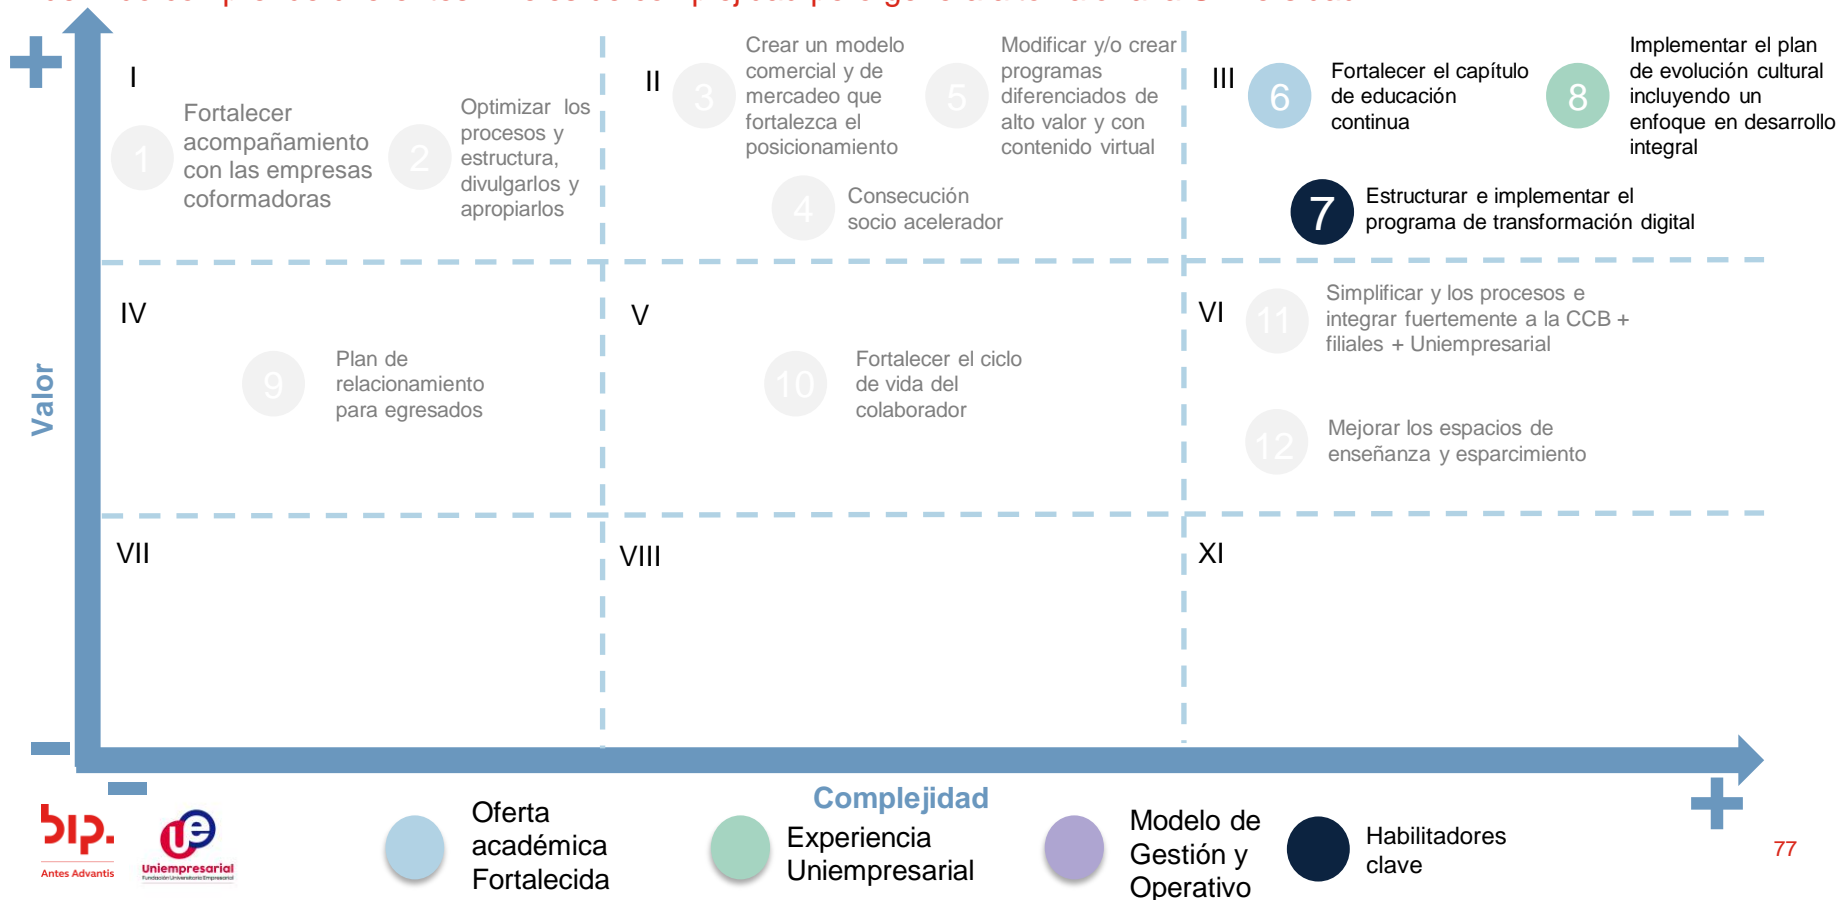 I
1
Fortalecer
acompañamiento
con las empresas
coformadoras
2
Optimizar los
procesos y
estructura,
divulgarlos y
apropiarlos
II
3
Crear un modelo
comercial y de
mercadeo que
fortalezca el
posicionamiento
5
Modificar y/o crear
programas
diferenciados de
alto valor y con
contenido virtual
4
Consecución
socio acelerador
III
6
Fortalecer el capítulo
de educación
continua
8
Implementar el plan
de evolución cultural
incluyendo un
enfoque en desarrollo
integral
7
Estructurar e implementar el
programa de transformación digital
IV
9
Plan de
relacionamiento
para egresados
V
10
Fortalecer el ciclo
de vida del
colaborador
VI
11
Simplificar y los procesos e
integrar fuertemente a la CCB +
filiales + Uniempresarial
12
Mejorar los espacios de
enseñanza y esparcimiento
Valor
VII
VIII
XI
Complejidad
bip.
Antes Advantis
ue
Uniempresarial
Fundación Universitaria Empresarial
Oferta
académica
Fortalecida
Experiencia
Uniempresarial
Modelo de
Gestión y
Operativo
Habilitadores
clave
77